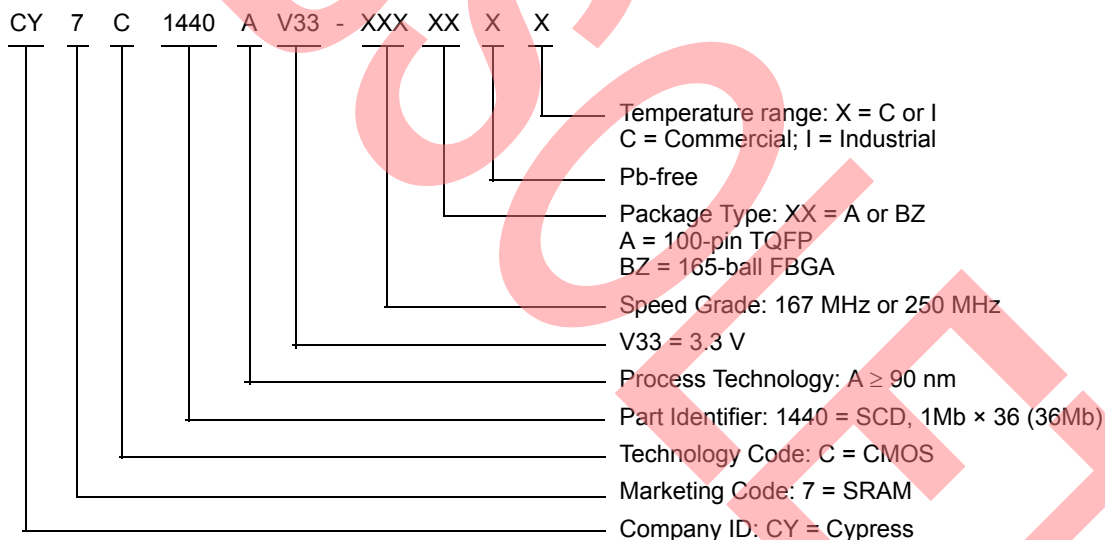 CY 7 C 1440 A V33 - XXX XX X X
Temperature range: X = C or I
C = Commercial; I = Industrial
Pb-free
Package Type: XX = A or BZ
A = 100-pin TQFP
BZ = 165-ball FBGA
Speed Grade: 167 MHz or 250 MHz
V33 = 3.3 V
Process Technology: A ≥ 90 nm
Part Identifier: 1440 = SCD, 1Mb × 36 (36Mb)
Technology Code: C = CMOS
Marketing Code: 7 = SRAM
Company ID: CY = Cypress